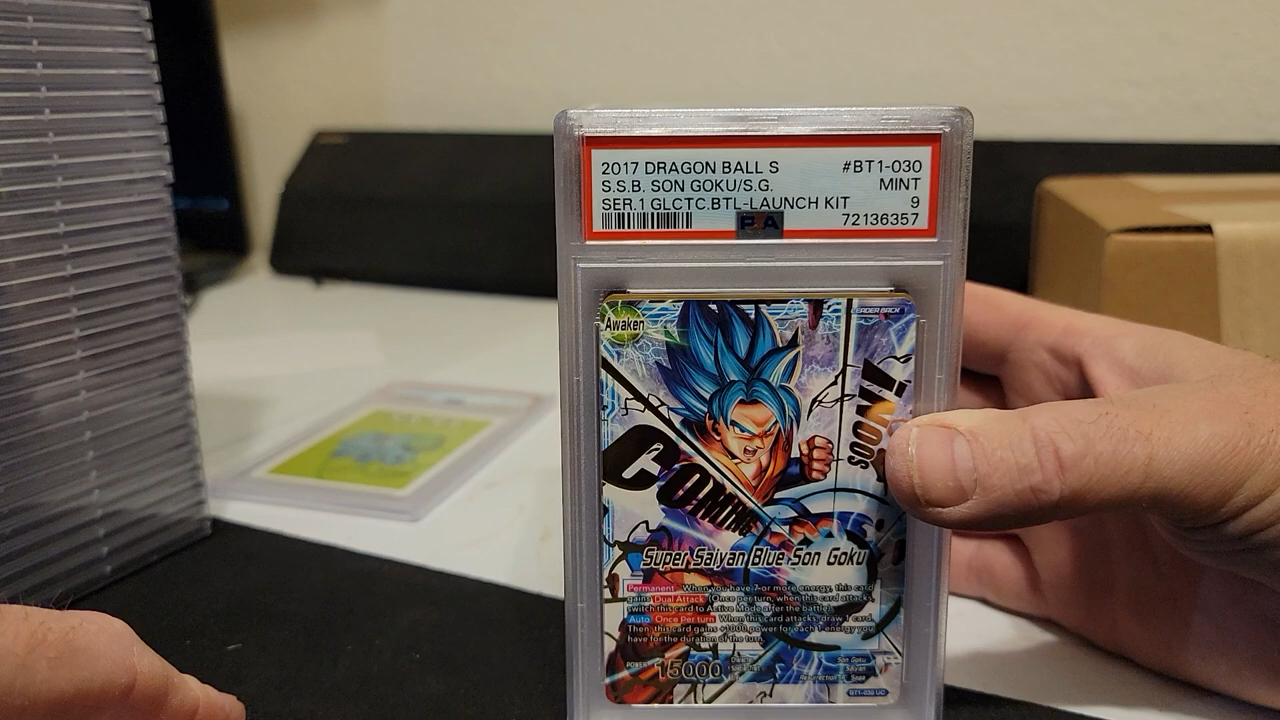 2017 DRAGON BALL S #BT1-030
S.S.B. SON GOKU/S.G. MINT
SER.1 GLCTC.BTL-LAUNCH KIT 9
PSA 72136357
Awaken
LEADER BACK
COMING
SOON!
Super Saiyan Blue Son Goku
Permanent When you have 7 or more energy, this card
gains Dual Attack (Once per turn, when this card attacks,
switch this card to Active Mode after the battle).
Auto Once Per turn When this card attacks, draw 1 card.
Then, this card gains +1000 power for each 1 energy you
have for the duration of the turn.
POWER 15000
Son Goku
Saiyan
Saga
BT1-030 UC